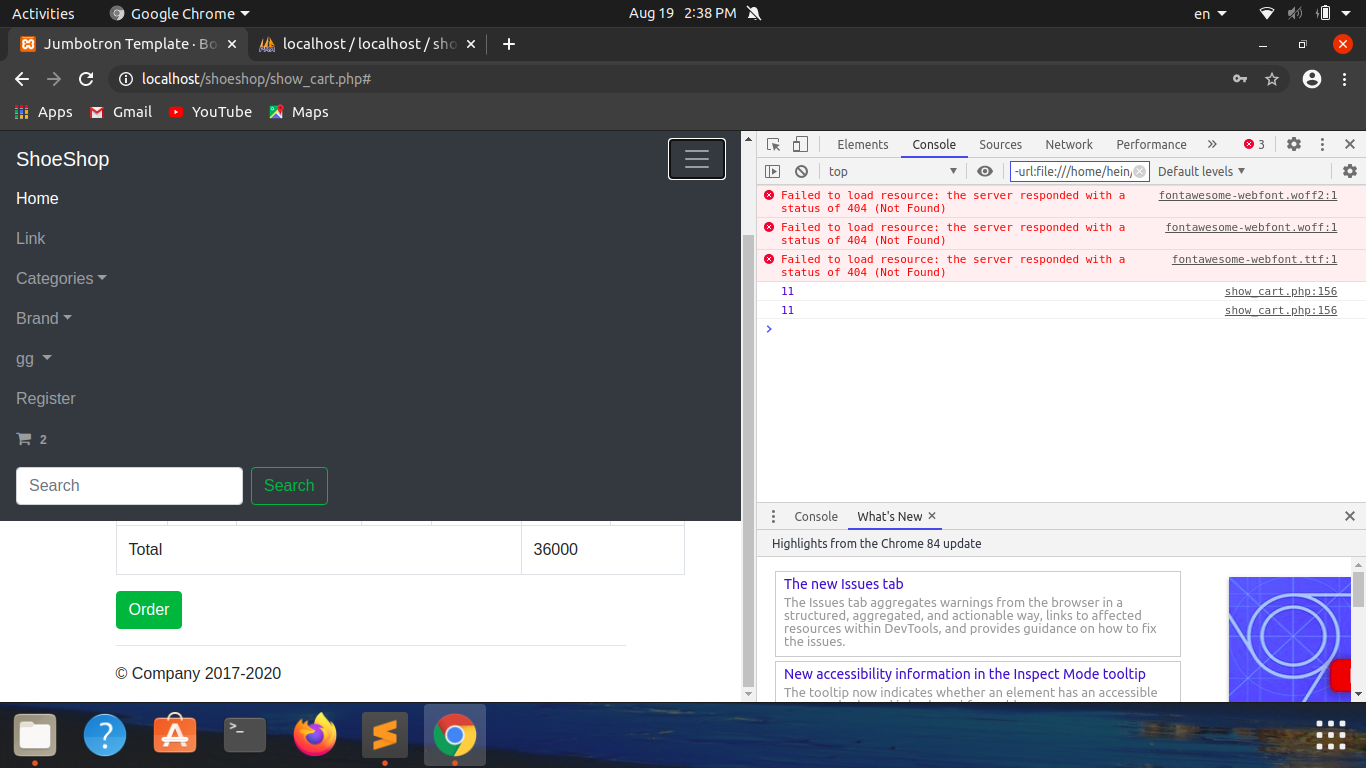 Activities
Google Chrome
Aug 19 2:38 PM
en
Jumbotron Template · Bo
localhost / localhost / sho
localhost/shoeshop/show_cart.php#
Apps
Gmail
YouTube
Maps
ShoeShop
Home
Link
Categories
Brand
gg
Register
2
Search
Search
Total
36000
Order
© Company 2017-2020
Elements
Console
Sources
Network
Performance
3
top
-url:file:///home/hein/
Default levels
Failed to load resource: the server responded with a
status of 404 (Not Found)
fontawesome-webfont.woff2:1
Failed to load resource: the server responded with a
status of 404 (Not Found)
fontawesome-webfont.woff:1
Failed to load resource: the server responded with a
status of 404 (Not Found)
fontawesome-webfont.ttf:1
11
show_cart.php:156
11
show_cart.php:156
Console
What's New
Highlights from the Chrome 84 update
The new Issues tab
The Issues tab aggregates warnings from the browser in a
structured, aggregated, and actionable way, links to affected
resources within DevTools, and provides guidance on how to fix
the issues.
New accessibility information in the Inspect Mode tooltip
The tooltip now indicates whether an element has an accessible